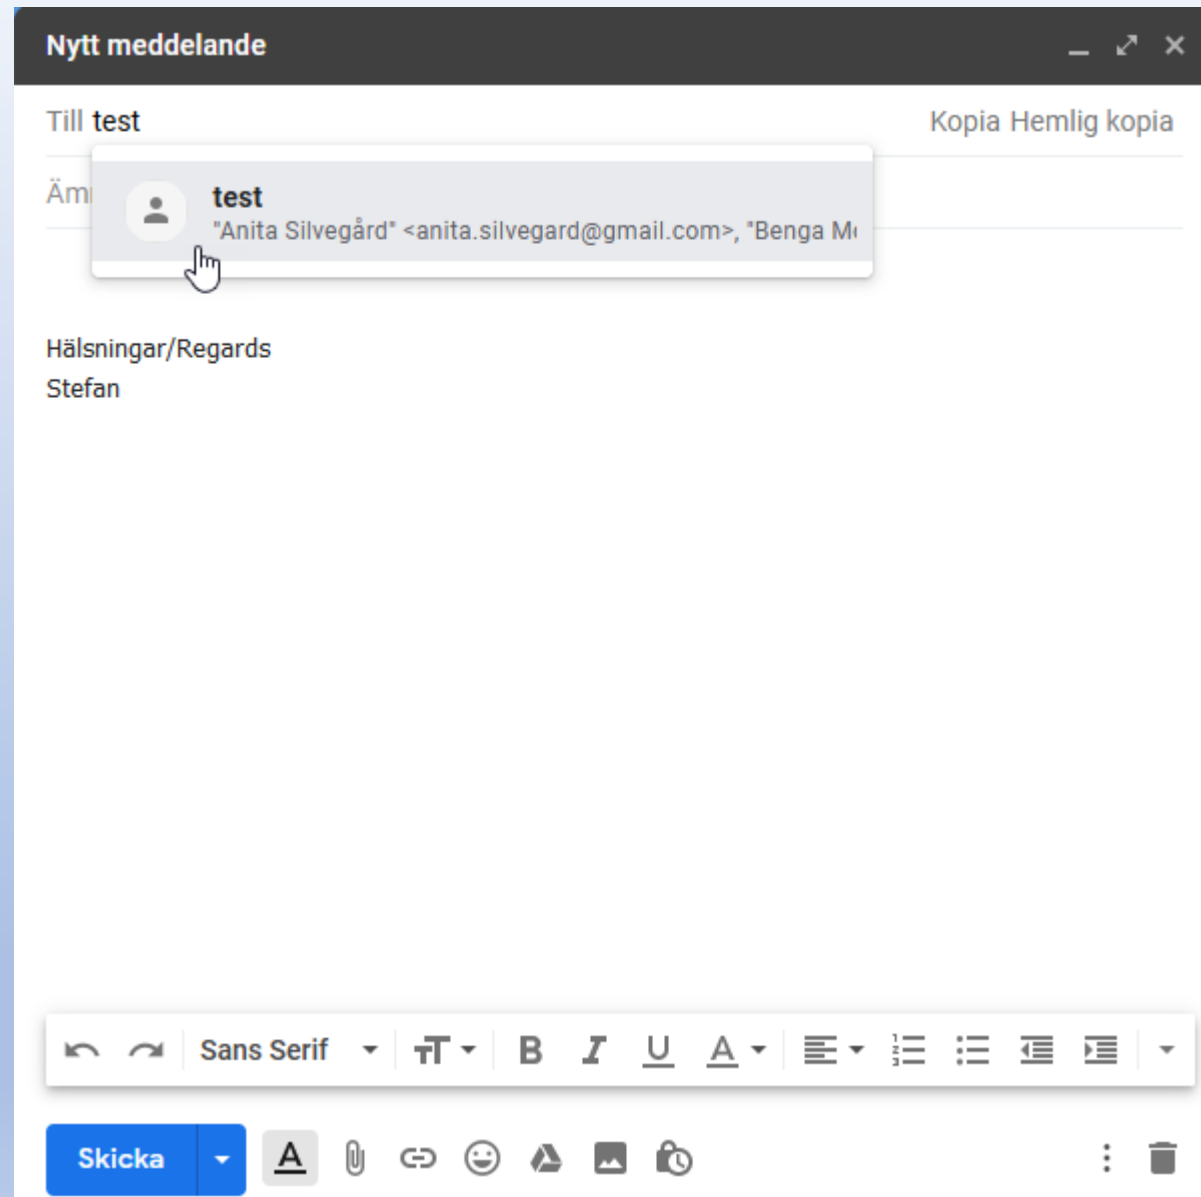 Nytt meddelande
Till test
Kopia Hemlig kopia
test
"Anita Silvegård" <anita.silvegard@gmail.com>, "Benga
Hälsningar/Regards
Stefan
Sans Serif
Skicka